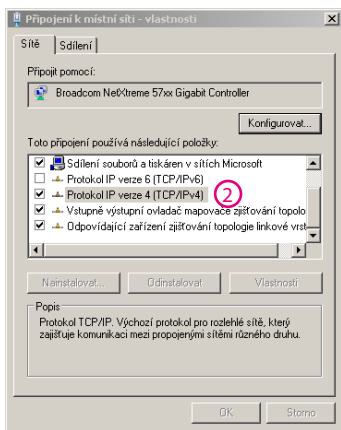 Připojení k místní síti - vlastnosti
Sítě
Sdílení
Připojit pomocí:
Broadcom NetXtreme 57xx Gigabit Controller
Konfigurovat...
Toto připojení používá následující položky:
Sdílení souborů a tiskáren v sítích Microsoft
Protokol IP verze 6 (TCP/IPv6)
Protokol IP verze 4 (TCP/IPv4)
2
Vstupně výstupní ovladač mapovače zjišťování topolo
Odpovídající zařízení zjišťování topologie linkové vrst
Nainstalovat...
Odinstalovat
Vlastnosti
Popis
Protokol TCP/IP. Výchozí protokol pro rozlehlé sítě, který
zajišťuje komunikaci mezi propojenými sítěmi různého druhu.
OK
Storno